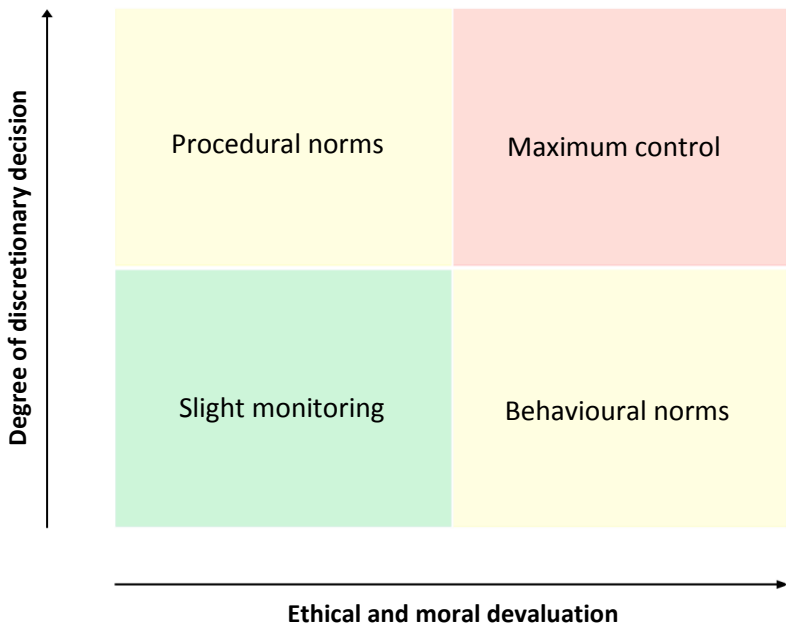 Degree of discretionary decision
Procedural norms
Maximum control
Slight monitoring
Behavioural norms
Ethical and moral devaluation